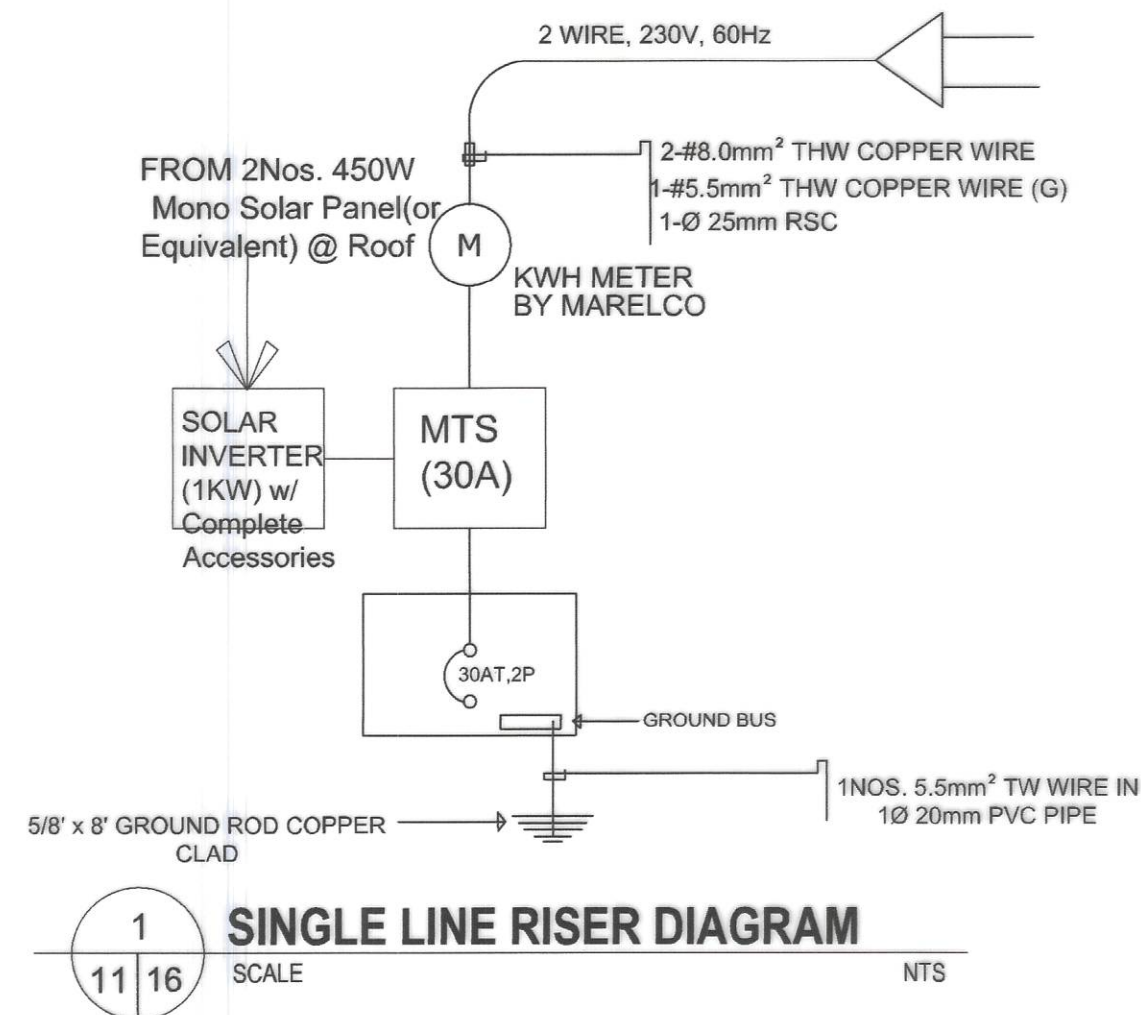 2 WIRE, 230V, 60Hz
2-#8.0mm² THW COPPER WIRE
1-#5.5mm² THW COPPER WIRE (G)
1-Ø 25mm RSC
FROM 2Nos. 450W
Mono Solar Panel(or
Equivalent) @ Roof
M
KWH METER
BY MARELCO
SOLAR
INVERTER
(1KW) w/
Complete
Accessories
MTS
(30A)
30AT,2P
GROUND BUS
1NOS. 5.5mm² TW WIRE IN
1Ø 20mm PVC PIPE
5/8' x 8' GROUND ROD COPPER
CLAD
1
11 16
SINGLE LINE RISER DIAGRAM
SCALE
NTS